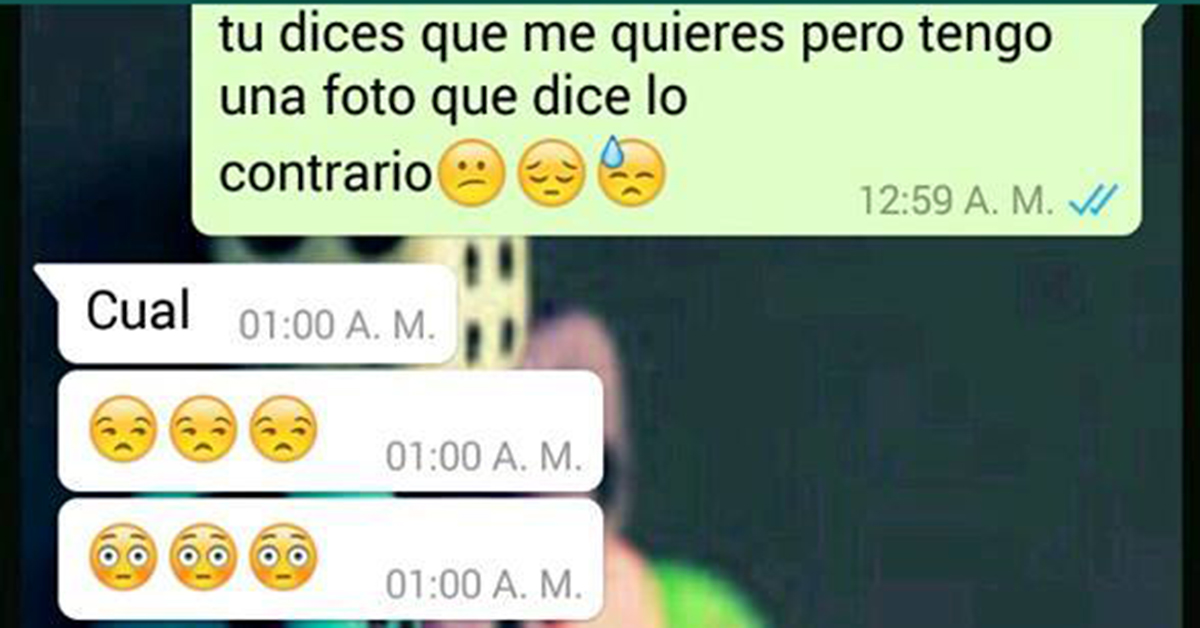 tu dices que me quieres pero tengo
una foto que dice lo
contrario😕😔😓
12:59 A. M.
Cual 01:00 A. M.
😒😒😒 01:00 A. M.
😳😳😳 01:00 A. M.